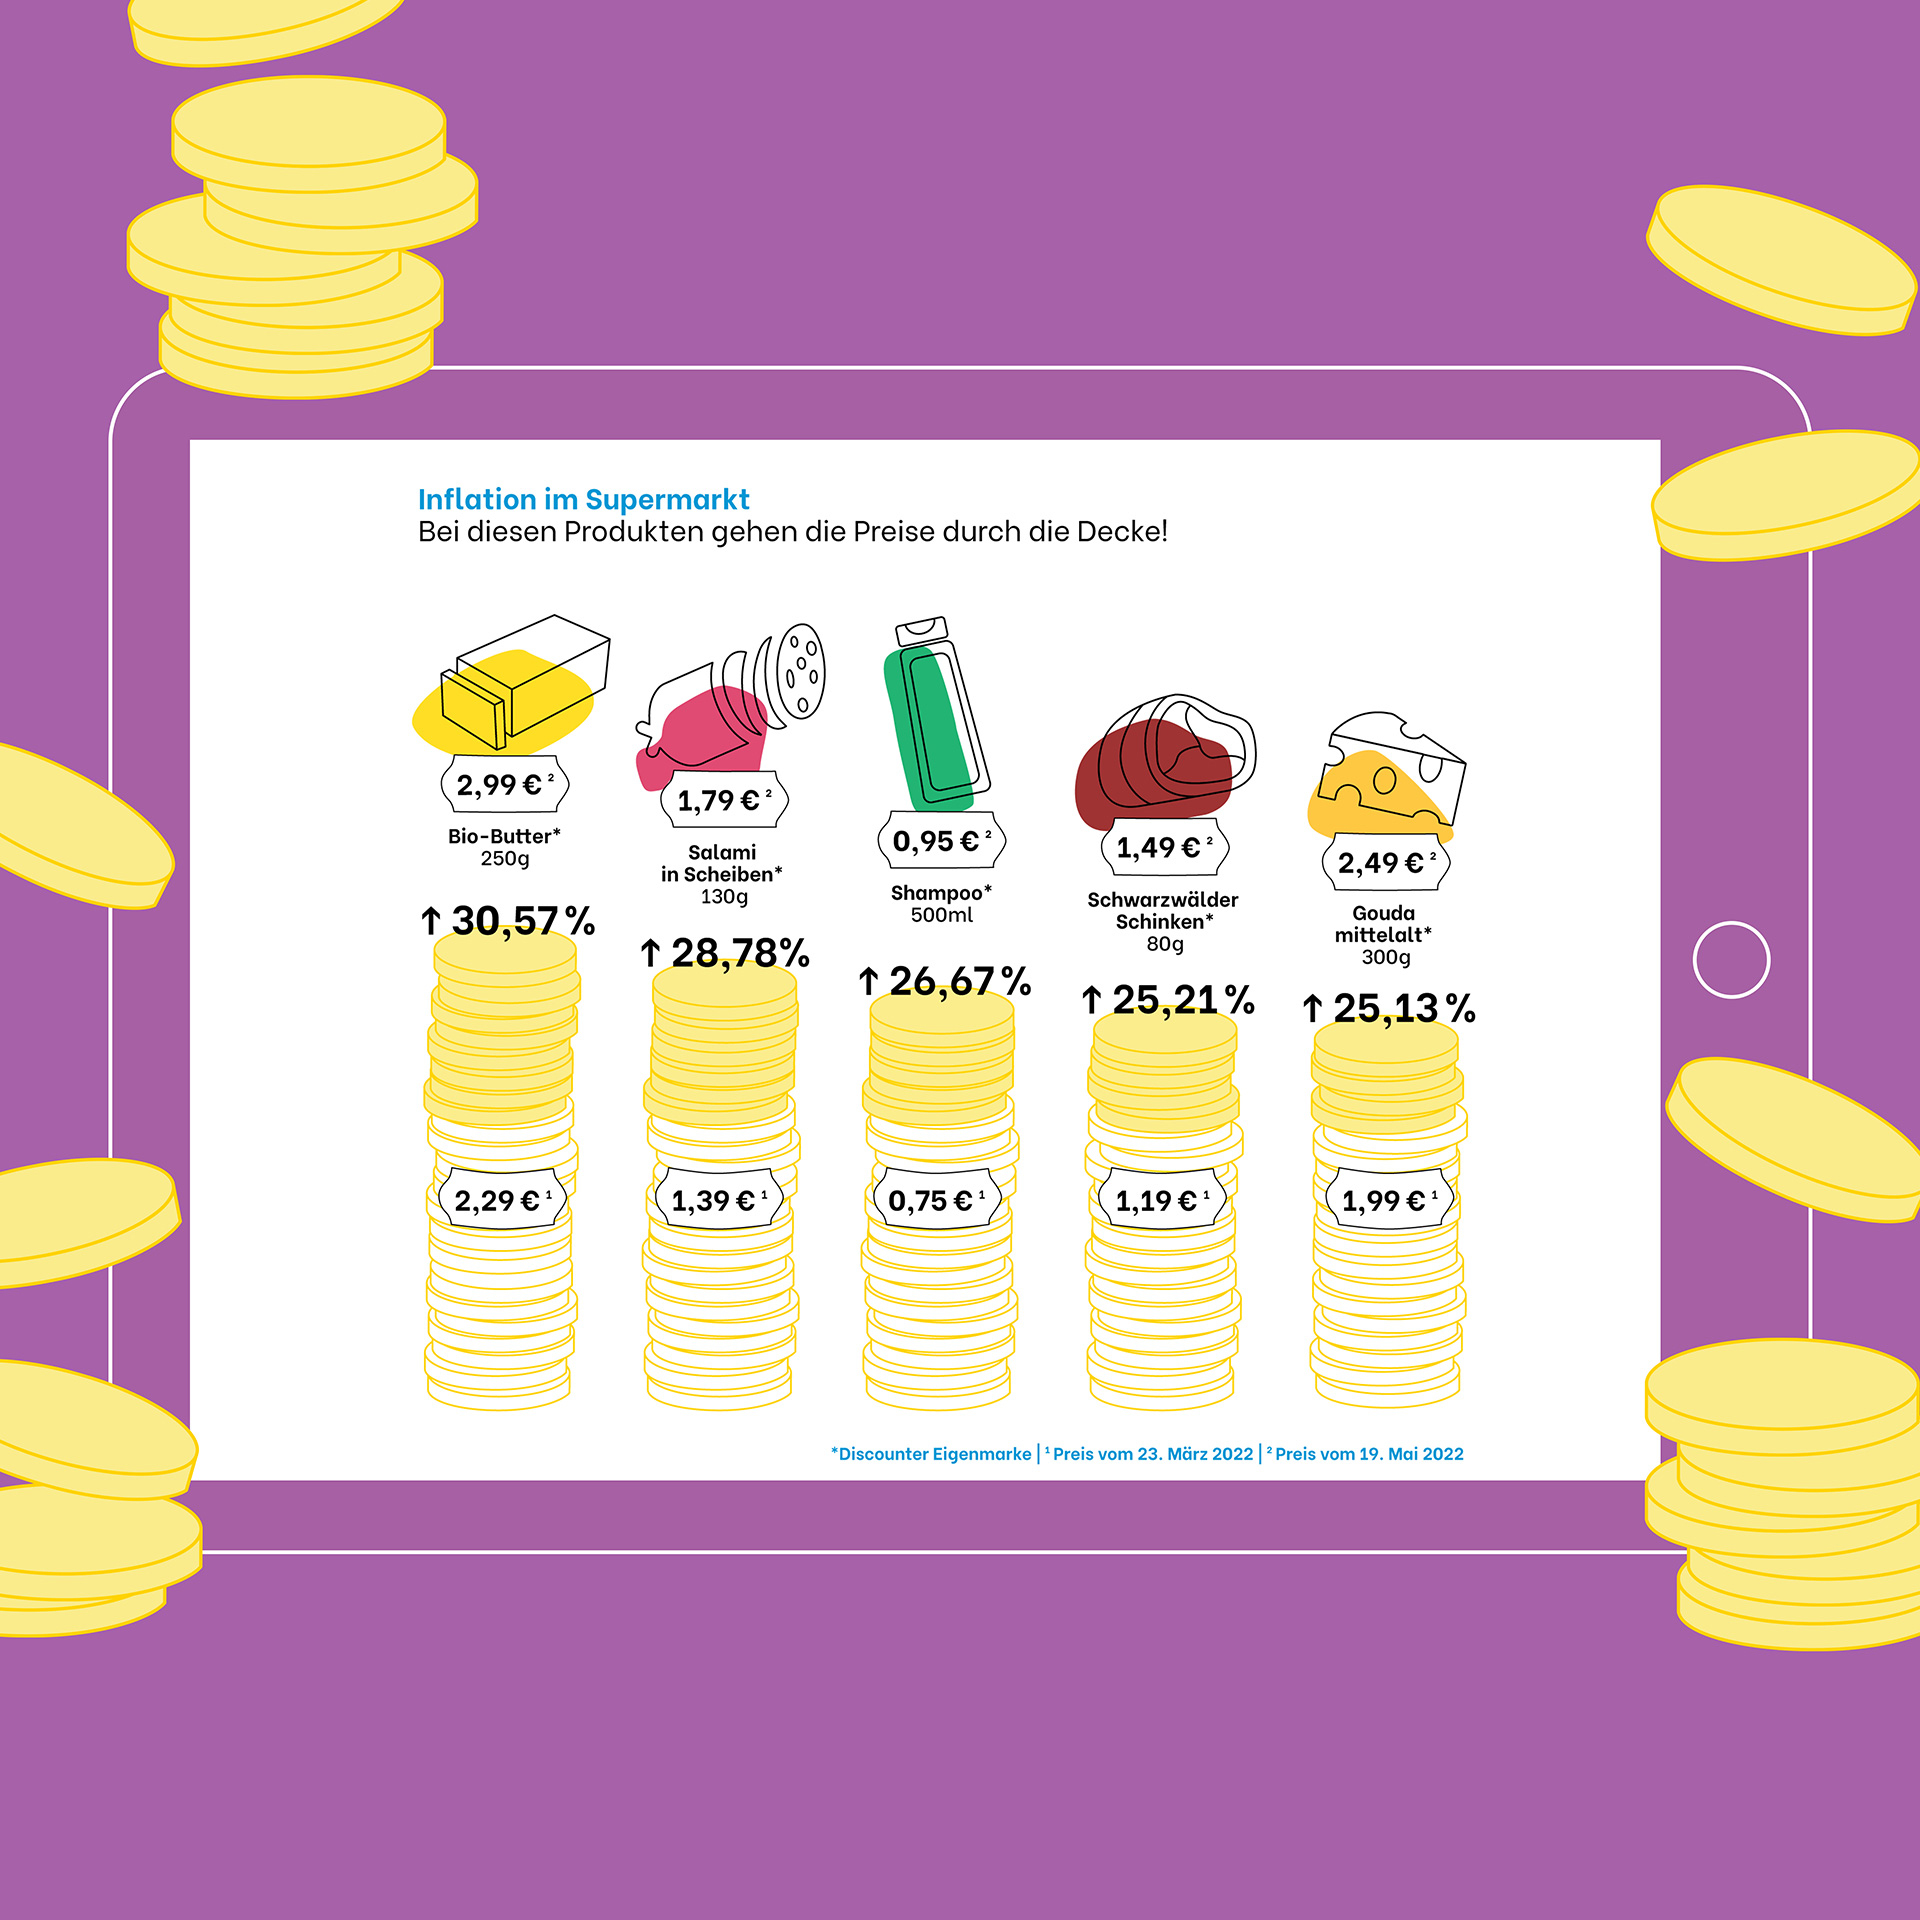 Inflation im Supermarkt
Bei diesen Produkten gehen die Preise durch die Decke!
2,99 € ²
Bio-Butter*
250g
↑ 30,57 %
2,29 € ¹
1,79 € ²
Salami
in Scheiben*
130g
↑ 28,78%
1,39 € ¹
0,95 € ²
Shampoo*
500ml
↑ 26,67 %
0,75 € ¹
1,49 € ²
Schwarzwälder
Schinken*
80g
↑ 25,21 %
1,19 € ¹
2,49 € ²
Gouda
mittelalt*
300g
↑ 25,13 %
1,99 € ¹
*Discounter Eigenmarke | ¹ Preis vom 23. März 2022 | ² Preis vom 19. Mai 2022